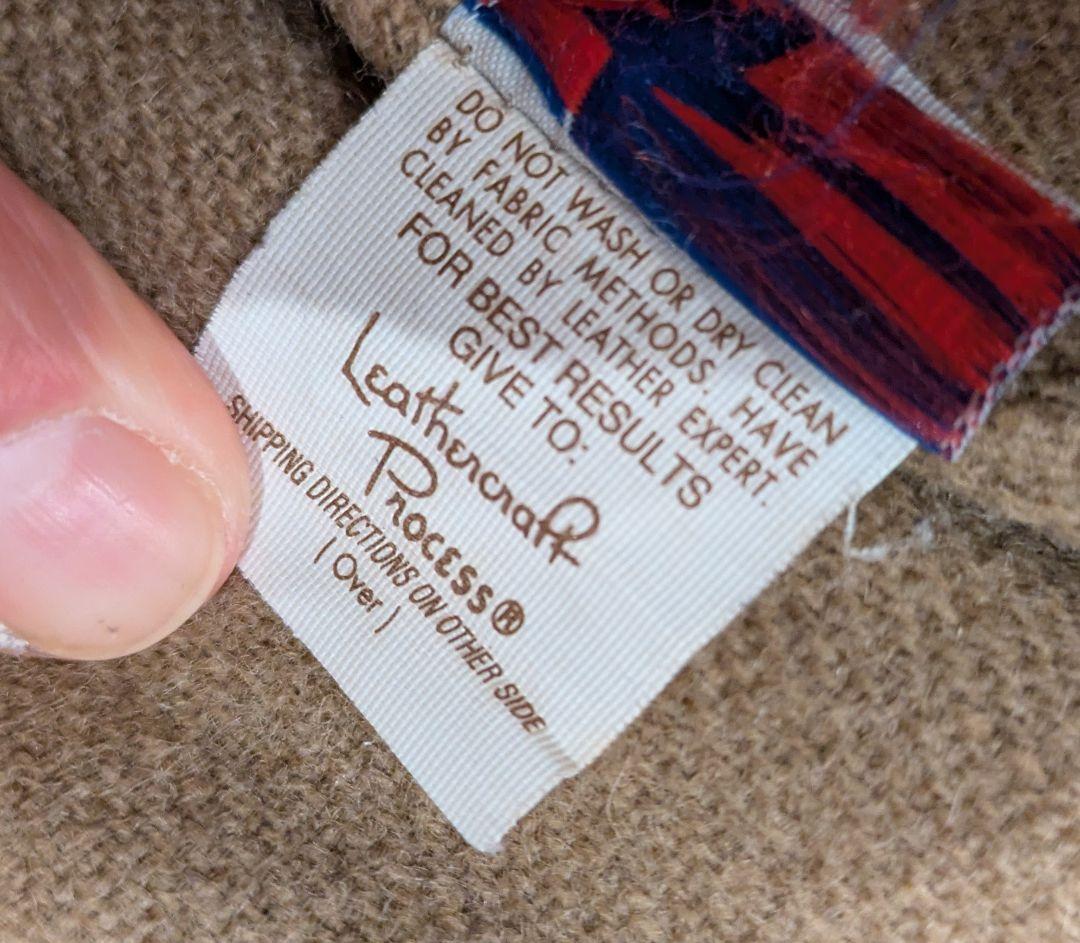 DO NOT WASH OR DRY CLEAN
BY FABRIC METHODS. HAVE
CLEANED BY LEATHER EXPERT.
FOR BEST RESULTS
GIVE TO:
Leathercraft
Process®
SHIPPING DIRECTIONS ON OTHER SIDE
( Over )